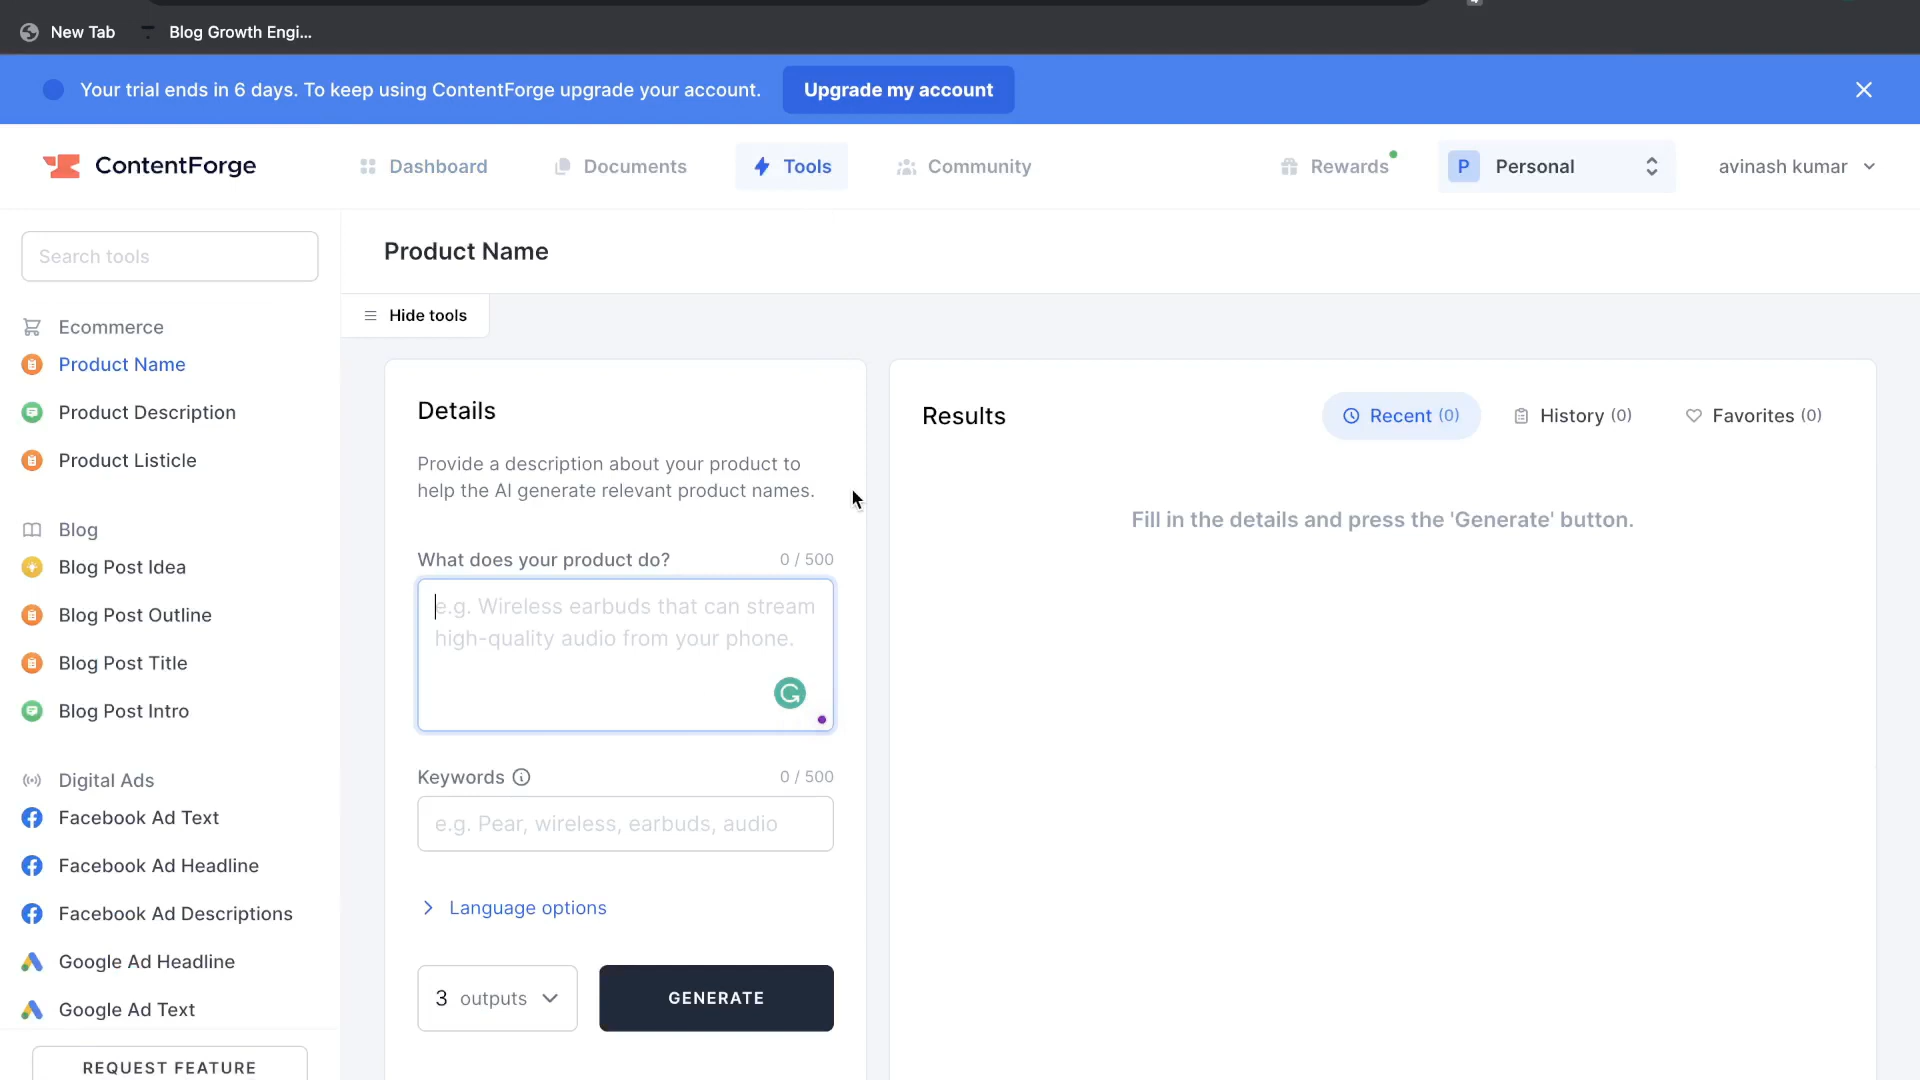 New Tab
Blog Growth Engi...
Your trial ends in 6 days. To keep using ContentForge upgrade your account.
Upgrade my account
ContentForge
Dashboard
Documents
Tools
Community
Rewards
P
Personal
avinash kumar
Search tools
Product Name
Hide tools
Ecommerce
Product Name
Product Description
Product Listicle
Blog
Blog Post Idea
Blog Post Outline
Blog Post Title
Blog Post Intro
Digital Ads
Facebook Ad Text
Facebook Ad Headline
Facebook Ad Descriptions
Google Ad Headline
Google Ad Text
REQUEST FEATURE
Details
Provide a description about your product to
help the AI generate relevant product names.
What does your product do?
0 / 500
e.g. Wireless earbuds that can stream
high-quality audio from your phone.
Keywords
0 / 500
e.g. Pear, wireless, earbuds, audio
Language options
3 outputs
GENERATE
Results
Recent (0)
History (0)
Favorites (0)
Fill in the details and press the 'Generate' button.